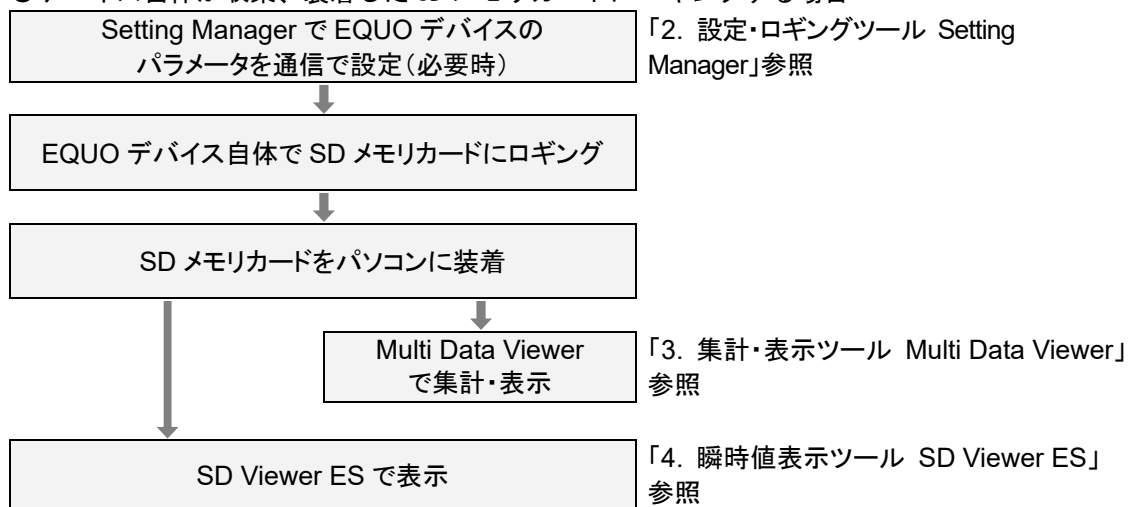 Setting Manager で EQUO デバイスの
パラメータを通信で設定（必要時）
「2. 設定・ロギングツール Setting
Manager」参照
EQUO デバイス自体で SD メモリカードにロギング
SD メモリカードをパソコンに装着
Multi Data Viewer
で集計・表示
「3. 集計・表示ツール Multi Data Viewer」
参照
SD Viewer ES で表示
「4. 瞬時値表示ツール SD Viewer ES」
参照